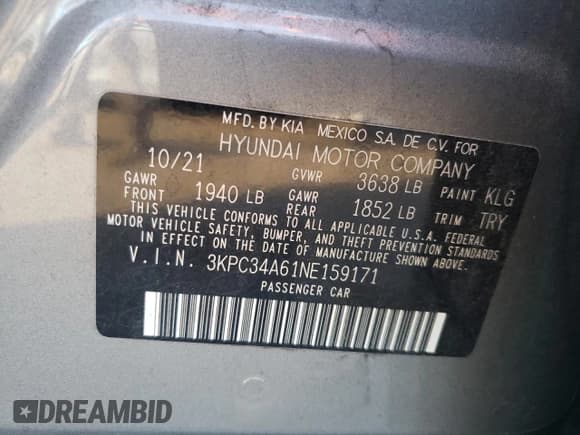 MFD. BY KIA MEXICO S.A. DE C.V. FOR
HYUNDAI MOTOR COMPANY
10/21 GVWR 3638 LB PAINT KLG
GAWR FRONT 1940 LB GAWR REAR 1852 LB TRIM TRY
THIS VEHICLE CONFORMS TO ALL APPLICABLE U.S.A. FEDERAL
MOTOR VEHICLE SAFETY, BUMPER, AND THEFT PREVENTION STANDARDS
IN EFFECT ON THE DATE OF MANUFACTURE SHOWN ABOVE.
V.I.N. 3KPC34A61NE159171
PASSENGER CAR
DREAMBID